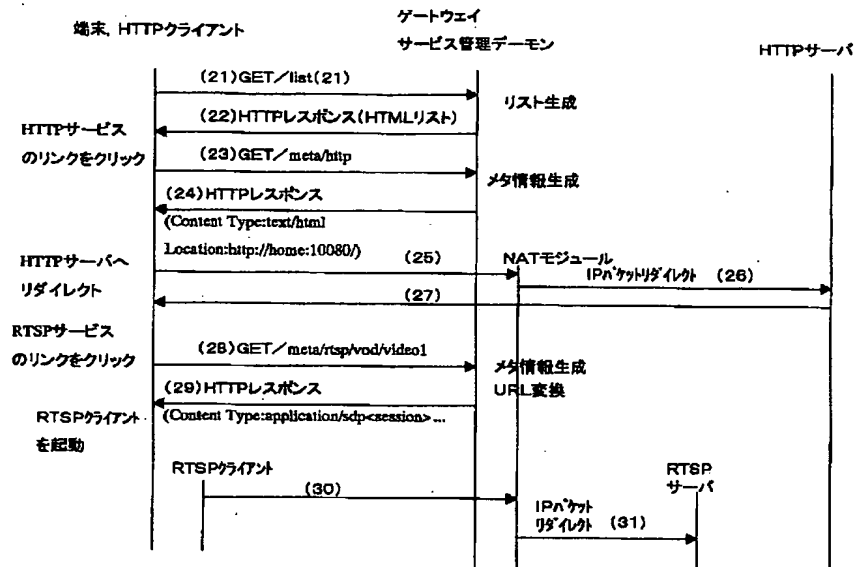 端末, HTTPクライアント
ゲートウェイ
サービス管理デーモン
HTTPサーバ
(21)GET/list(21)
リスト生成
(22)HTTPレスポンス(HTMLリスト)
HTTPサービス
のリンクをクリック
(23)GET/meta/http
メタ情報生成
(24)HTTPレスポンス
(Content Type:text/html
Location:http://home:10080/)
HTTPサーバへ
リダイレクト
(25)
NATモジュール
IPパケットリダイレクト (26)
(27)
RTSPサービス
のリンクをクリック
(28)GET/meta/rtsp/vod/video1
メタ情報生成
URL変換
(29)HTTPレスポンス
(Content Type:application/sdp<session>...
RTSPクライアント
を起動
RTSPクライアント
(30)
RTSP
サーバ
IPパケット
リダイレクト (31)